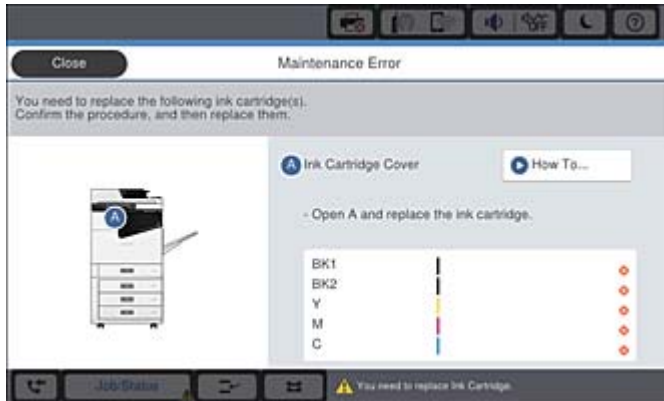 OFF
Close
Maintenance Error
You need to replace the following ink cartridge(s).
Confirm the procedure, and then replace them.
A
Ink Cartridge Cover
How To...
A
- Open A and replace the ink cartridge.
BK1
BK2
Y
M
C
Job/Status
You need to replace Ink Cartridge.